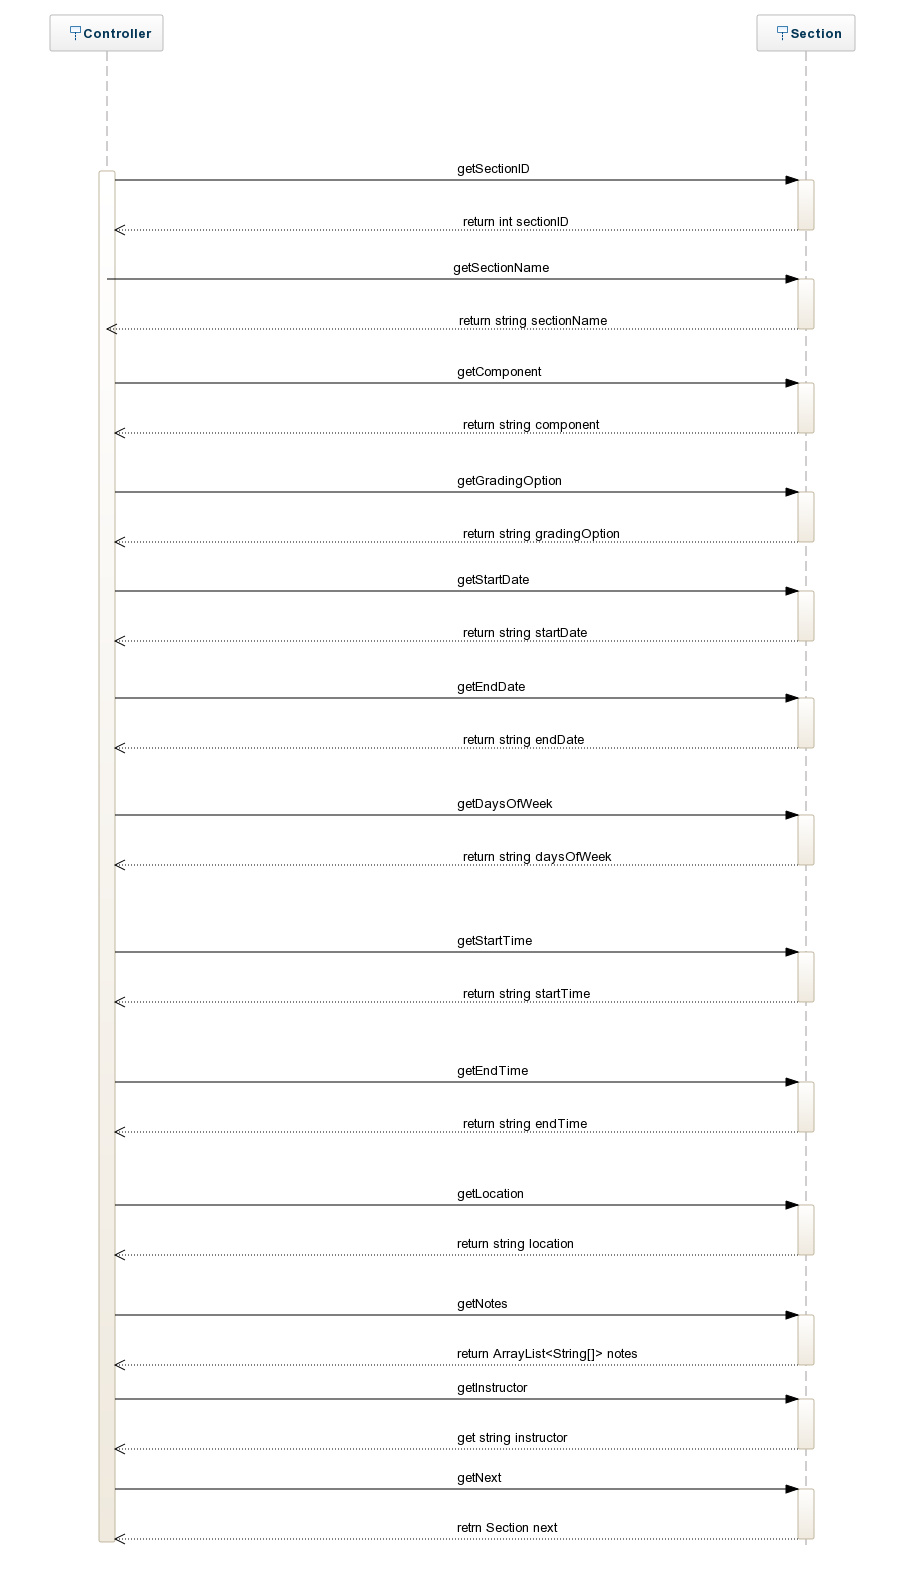 Controller
Section
getSectionID
return int sectionID
getSectionName
return string sectionName
getComponent
return string component
getGradingOption
return string gradingOption
getStartDate
return string startDate
getEndDate
return string endDate
getDaysOfWeek
return string daysOfWeek
getStartTime
return string startTime
getEndTime
return string endTime
getLocation
return string location
getNotes
return ArrayList<String[]> notes
getInstructor
get string instructor
getNext
retrn Section next